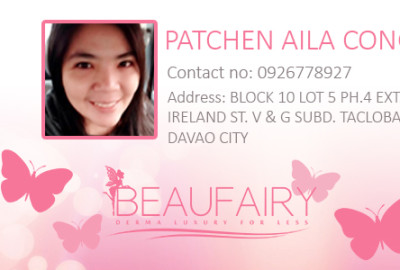 PATCHEN AILA CON
Contact no: 0926778927
Address: BLOCK 10 LOT 5 PH.4 EXT
IRELAND ST. V & G SUBD. TACLOBA
DAVAO CITY
BEAUFAIRY
DERMA LUXURY FOR LESS